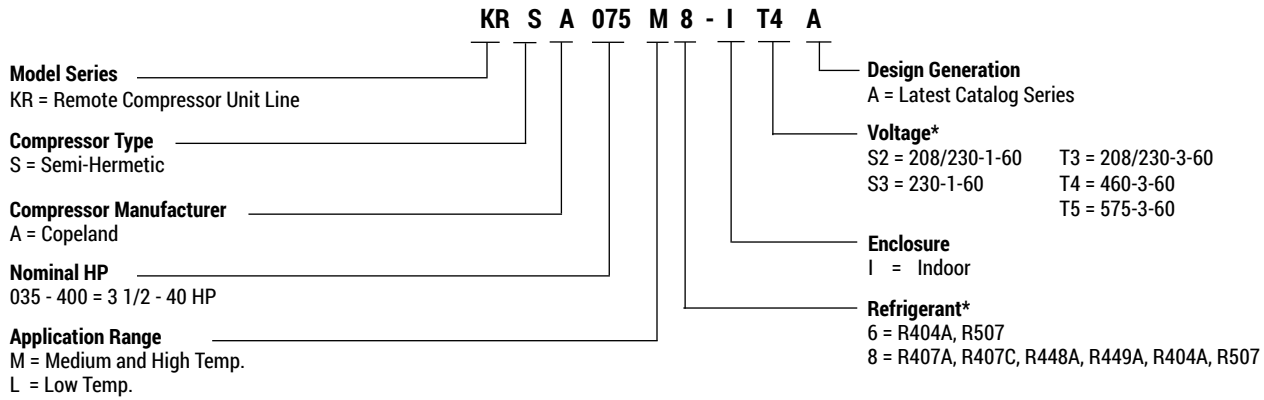 KR S A 075 M 8 - I T4 A
Model Series
KR = Remote Compressor Unit Line
Compressor Type
S = Semi-Hermetic
Compressor Manufacturer
A = Copeland
Nominal HP
035 - 400 = 3 1/2 - 40 HP
Application Range
M = Medium and High Temp.
L = Low Temp.
Design Generation
A = Latest Catalog Series
Voltage*
S2 = 208/230-1-60 T3 = 208/230-3-60
S3 = 230-1-60 T4 = 460-3-60
T5 = 575-3-60
Enclosure
I = Indoor
Refrigerant*
6 = R404A, R507
8 = R407A, R407C, R448A, R449A, R404A, R507